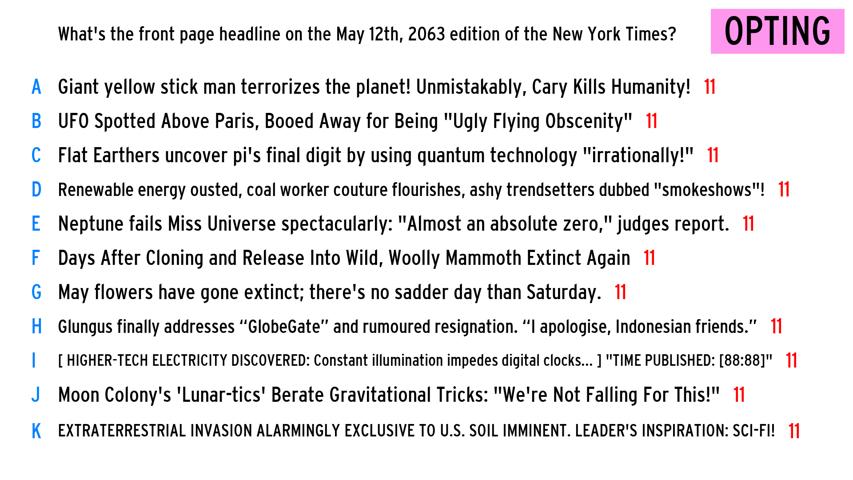 What's the front page headline on the May 12th, 2063 edition of the New York Times? OPTING
A Giant yellow stick man terrorizes the planet! Unmistakably, Cary Kills Humanity! 11
B UFO Spotted Above Paris, Booed Away for Being "Ugly Flying Obscenity" 11
C Flat Earthers uncover pi's final digit by using quantum technology "irrationally!" 11
D Renewable energy ousted, coal worker couture flourishes, ashy trendsetters dubbed "smokeshows"! 11
E Neptune fails Miss Universe spectacularly: "Almost an absolute zero," judges report. 11
F Days After Cloning and Release Into Wild, Woolly Mammoth Extinct Again 11
G May flowers have gone extinct; there's no sadder day than Saturday. 11
H Glungus finally addresses “GlobeGate” and rumoured resignation. “I apologise, Indonesian friends.” 11
I [ HIGHER-TECH ELECTRICITY DISCOVERED: Constant illumination impedes digital clocks... ] "TIME PUBLISHED: [88:88]" 11
J Moon Colony's 'Lunar-tics' Berate Gravitational Tricks: "We're Not Falling For This!" 11
K EXTRATERRESTRIAL INVASION ALARMINGLY EXCLUSIVE TO U.S. SOIL IMMINENT. LEADER'S INSPIRATION: SCI-FI! 11